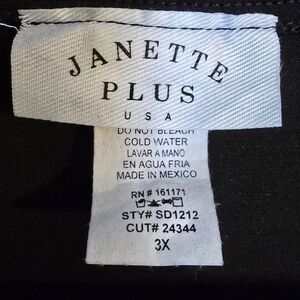 JANETTE
PLUS
USA
DO NOT BLEACH
COLD WATER
LAVAR A MANO
EN AGUA FRIA
MADE IN MEXICO
RN # 161171
STY# SD1212
CUT# 24344
3X